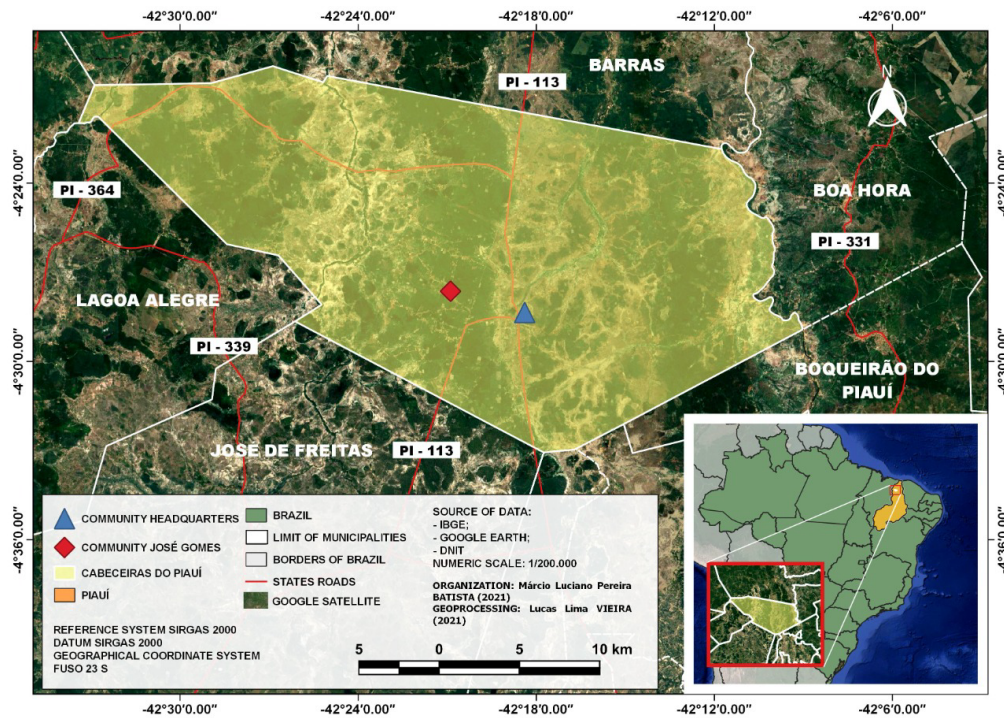 -42°30'0.00" -42°24'0.00" -42°18'0.00" -42°12'0.00" -42°6'0.00"
BARRAS
PI - 113
N
-4°24'0.00"
-4°24'0.00"
PI - 364
BOA HORA
PI - 331
LAGOA ALEGRE
PI - 339
-4°30'0.00"
-4°30'0.00"
BOQUEIRÃO DO
PIAUÍ
JOSÉ DE FREITAS
PI - 113
-4°36'0.00"
-4°36'0.00"
COMMUNITY HEADQUARTERS
COMMUNITY JOSÉ GOMES
CABECEIRAS DO PIAUÍ
PIAUÍ
BRAZIL
LIMIT OF MUNICIPALITIES
BORDERS OF BRAZIL
STATES ROADS
GOOGLE SATELLITE
SOURCE OF DATA:
- IBGE;
- GOOGLE EARTH;
- DNIT
NUMERIC SCALE: 1/200.000
ORGANIZATION: Márcio Luciano Pereira
BATISTA (2021)
GEOPROCESSING: Lucas Lima VIEIRA
(2021)
REFERENCE SYSTEM SIRGAS 2000
DATUM SIRGAS 2000
GEOGRAPHICAL COORDINATE SYSTEM
FUSO 23 S
5 0 5 10 km
-42°30'0.00" -42°24'0.00" -42°18'0.00" -42°12'0.00" -42°6'0.00"